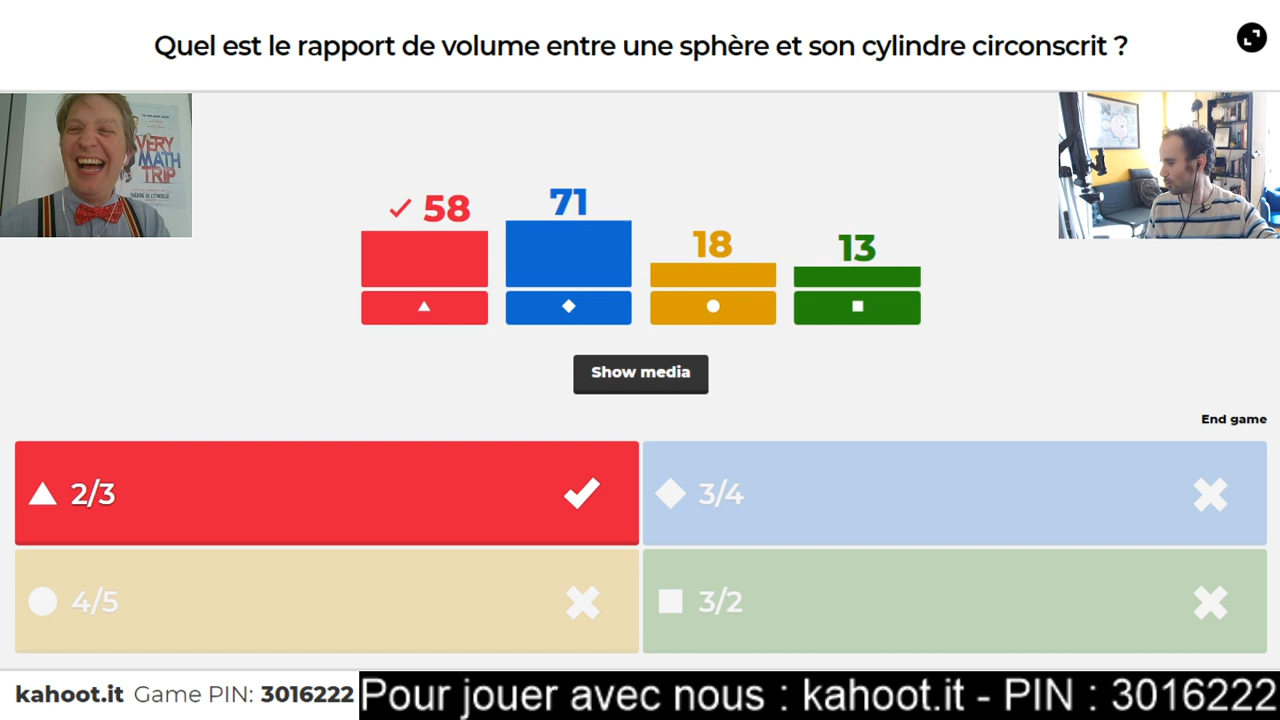 Quel est le rapport de volume entre une sphère et son cylindre circonscrit ?
VERY
MATH
TRIP
58
71
18
13
Show media
End game
2/3
3/4
4/5
3/2
kahoot.it Game PIN: 3016222
Pour jouer avec nous : kahoot.it - PIN : 3016222